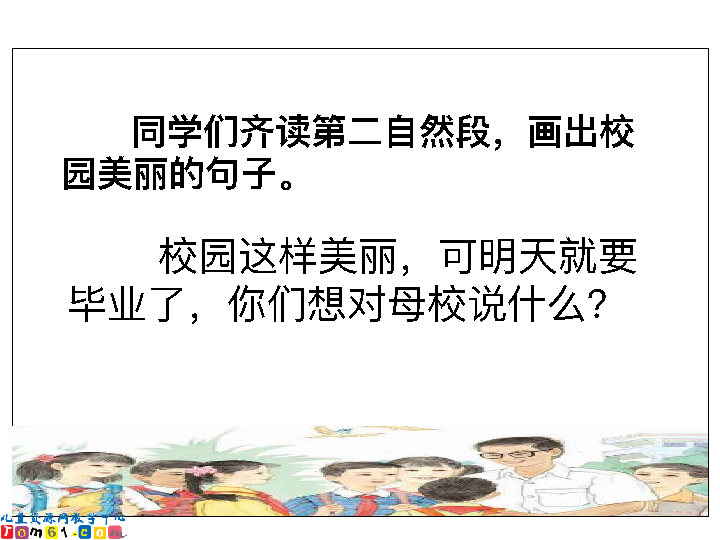 同学们齐读第二自然段，画出校
园美丽的句子。
校园这样美丽，可明天就要
毕业了，你们想对母校说什么？
儿童资源网教学中心
Tom61.com